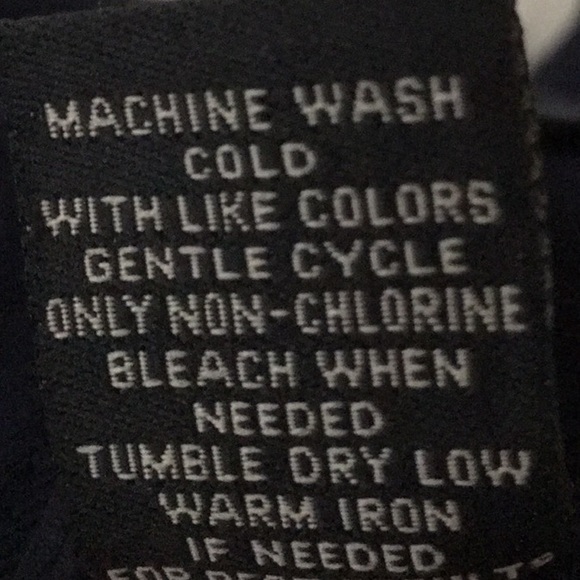 MACHINE WASH
COLD
WITH LIKE COLORS
GENTLE CYCLE
ONLY NON-CHLORINE
BLEACH WHEN
NEEDED
TUMBLE DRY LOW
WARM IRON
IF NEEDED
FOR